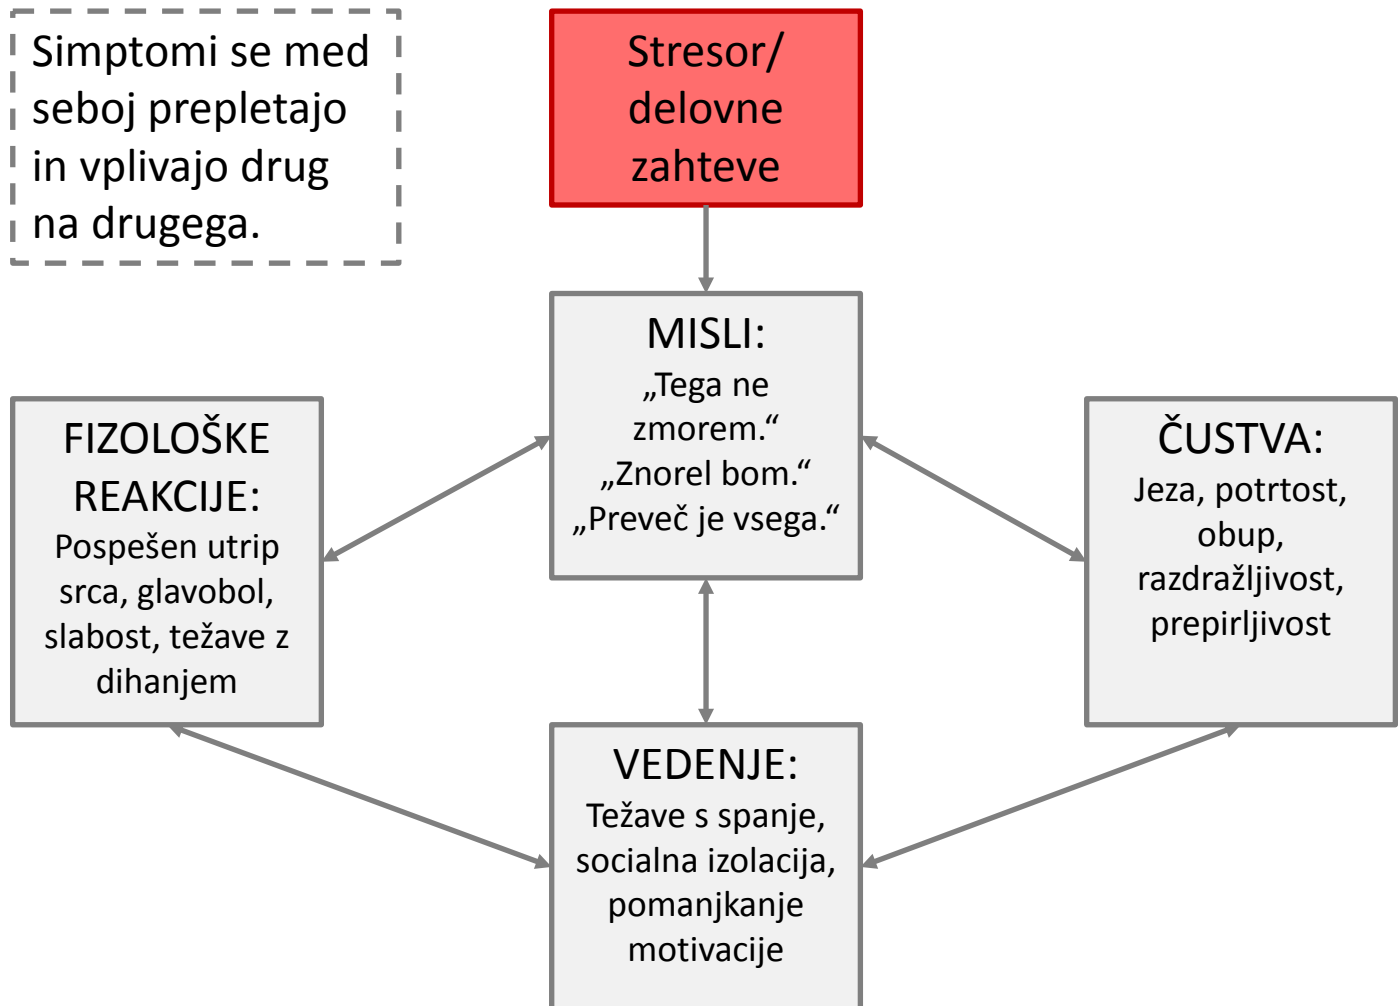 Simptomi se med
seboj prepletajo
in vplivajo drug
na drugega.
Stresor/
delovne
zahteve
MISLI:
„Tega ne
zmorem.“
„Znorel bom.“
„Preveč je vsega.“
FIZOLOŠKE
REAKCIJE:
Pospešen utrip
srca, glavobol,
slabost, težave z
dihanjem
ČUSTVA:
Jeza, potrtost,
obup,
razdražljivost,
prepirljivost
VEDENJE:
Težave s spanje,
socialna izolacija,
pomanjkanje
motivacije